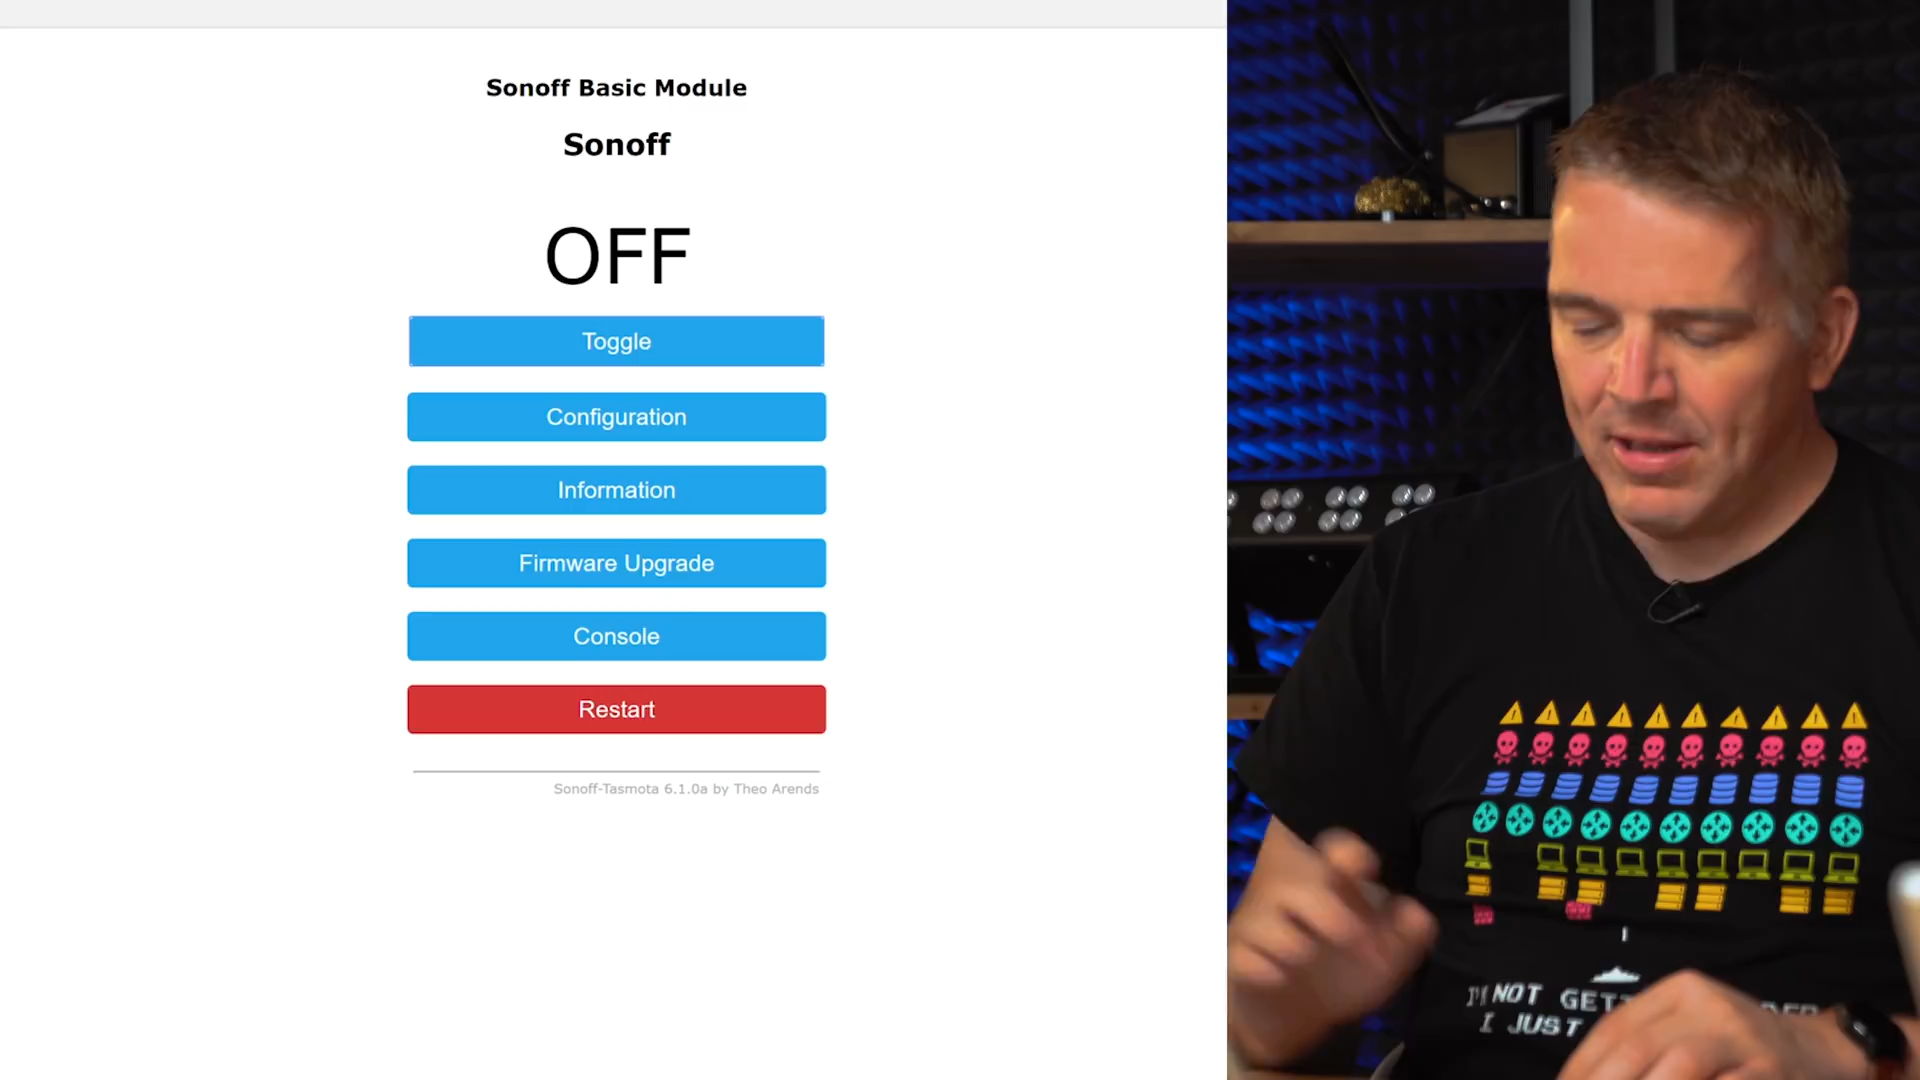 Sonoff Basic Module
Sonoff
OFF
Toggle
Configuration
Information
Firmware Upgrade
Console
Restart
Sonoff-Tasmota 6.1.0a by Theo Arends
I'M NOT GET
I JUST